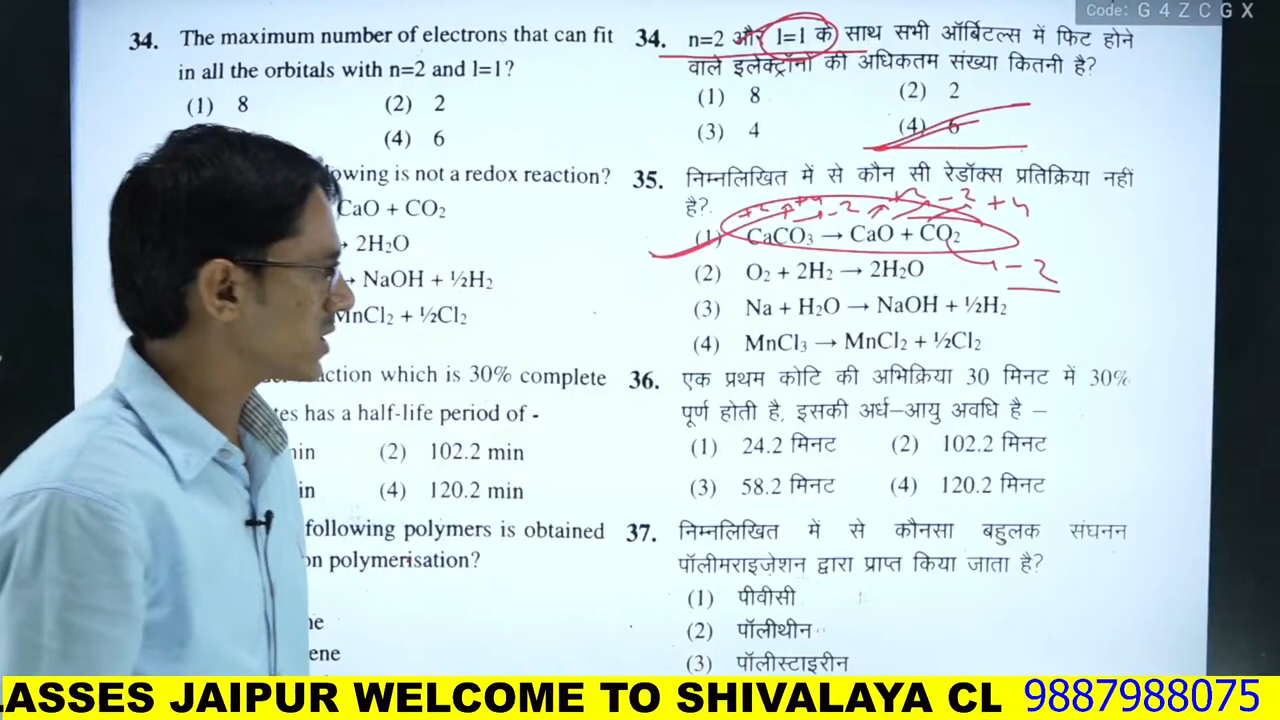 Code: G 4 Z C G X
34. The maximum number of electrons that can fit
in all the orbitals with n=2 and l=1?
(1) 8 (2) 2
(4) 6
owing is not a redox reaction?
CaO + CO₂
2H₂O
→ NaOH + ½H₂
MnCl₂ + ½Cl₂
action which is 30% complete
tes has a half-life period of -
min (2) 102.2 min
in (4) 120.2 min
following polymers is obtained
on polymerisation?
ne
ene
34. n=2 और l=1 के साथ सभी ऑर्बिटल्स में फिट होने
वाले इलेक्ट्रॉनों की अधिकतम संख्या कितनी है?
(1) 8 (2) 2
(3) 4 (4) 6
35. निम्नलिखित में से कौन सी रेडॉक्स प्रतिक्रिया नहीं
है?
+2 - 2 + 4
(1) CaCO₃ → CaO + CO₂
- 2
(2) O₂ + 2H₂ → 2H₂O
(3) Na + H₂O → NaOH + ½H₂
(4) MnCl₃ → MnCl₂ + ½Cl₂
36. एक प्रथम कोटि की अभिक्रिया 30 मिनट में 30%
पूर्ण होती है, इसकी अर्ध–आयु अवधि है –
(1) 24.2 मिनट (2) 102.2 मिनट
(3) 58.2 मिनट (4) 120.2 मिनट
37. निम्नलिखित में से कौनसा बहुलक संघनन
पॉलीमराइज़ेशन द्वारा प्राप्त किया जाता है?
(1) पीवीसी
(2) पॉलीथीन
(3) पॉलीस्टाइरीन
LASSES JAIPUR WELCOME TO SHIVALAYA CL 9887988075